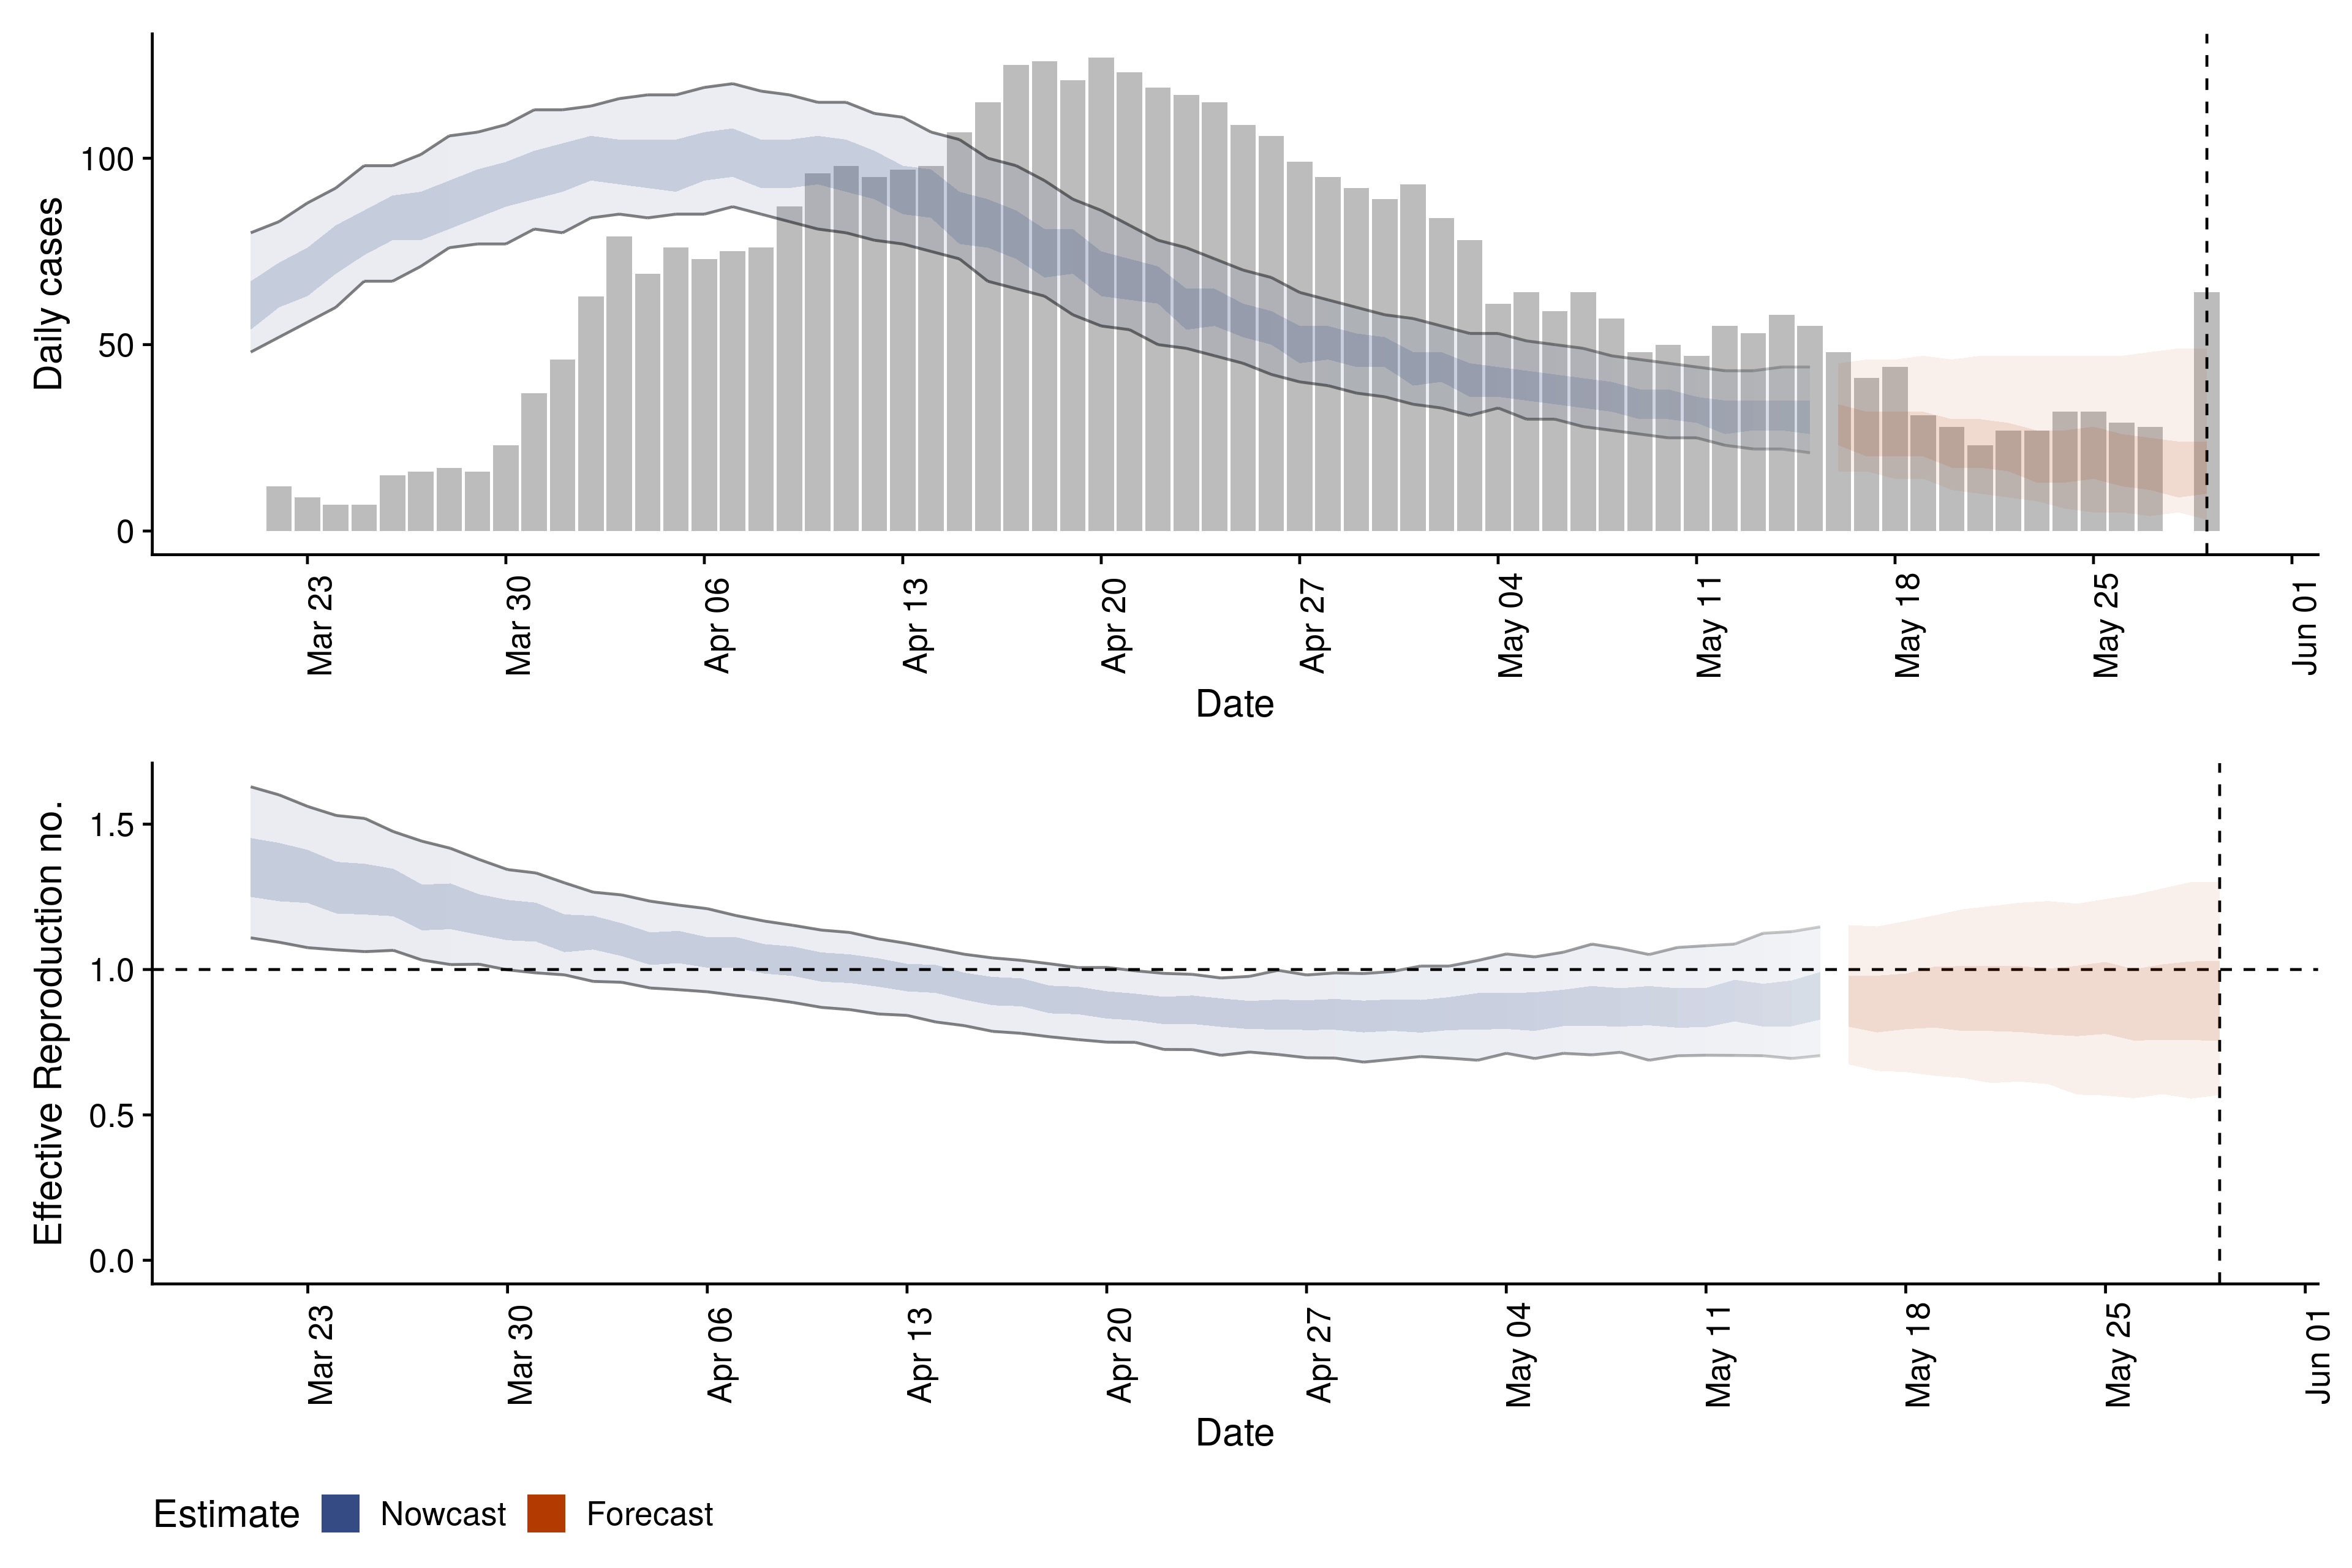 Daily cases
100
50
0
Mar 23
Mar 30
Apr 06
Apr 13
Apr 20
Apr 27
May 04
May 11
May 18
May 25
Jun 01
Date
Effective Reproduction no.
1.5
1.0
0.5
0.0
Mar 23
Mar 30
Apr 06
Apr 13
Apr 20
Apr 27
May 04
May 11
May 18
May 25
Jun 01
Date
Estimate Nowcast Forecast